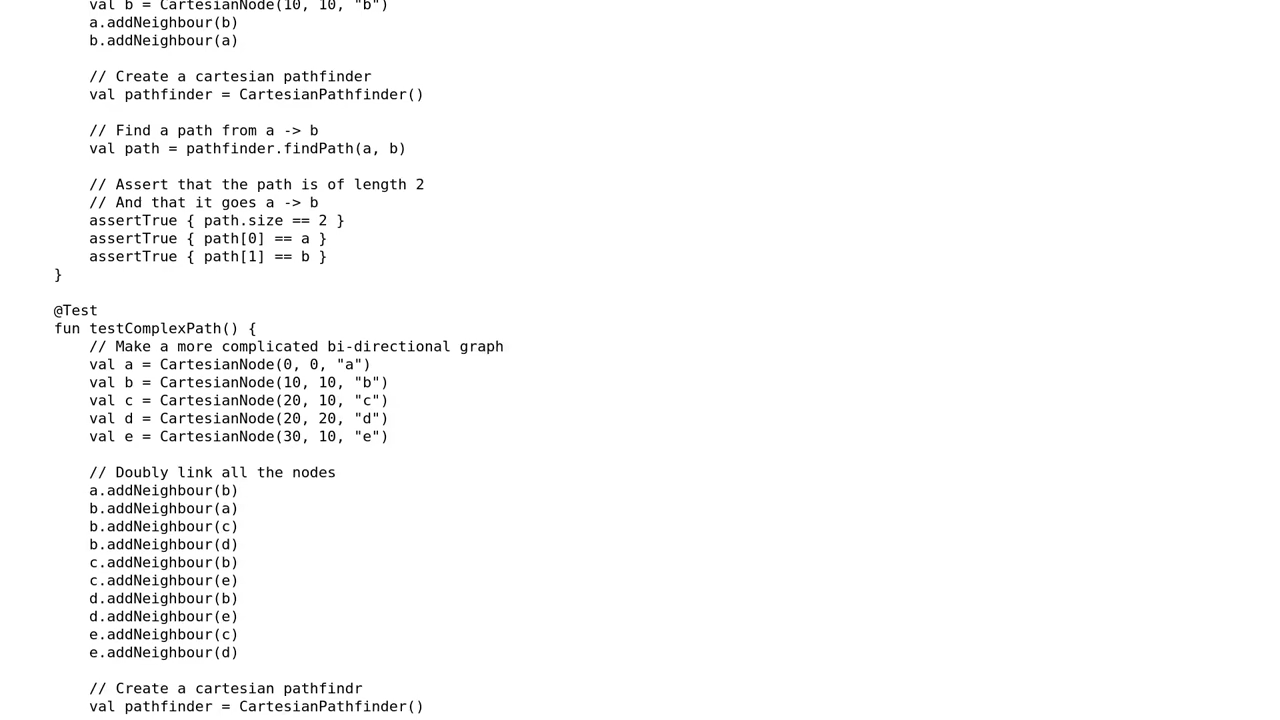 val b = CartesianNode(10, 10, "b")
a.addNeighbour(b)
b.addNeighbour(a)
// Create a cartesian pathfinder
val pathfinder = CartesianPathfinder()
// Find a path from a -> b
val path = pathfinder.findPath(a, b)
// Assert that the path is of length 2
// And that it goes a -> b
assertTrue { path.size == 2 }
assertTrue { path[0] == a }
assertTrue { path[1] == b }
}
@Test
fun testComplexPath() {
// Make a more complicated bi-directional graph
val a = CartesianNode(0, 0, "a")
val b = CartesianNode(10, 10, "b")
val c = CartesianNode(20, 10, "c")
val d = CartesianNode(20, 20, "d")
val e = CartesianNode(30, 10, "e")
// Doubly link all the nodes
a.addNeighbour(b)
b.addNeighbour(a)
b.addNeighbour(c)
b.addNeighbour(d)
c.addNeighbour(b)
c.addNeighbour(e)
d.addNeighbour(b)
d.addNeighbour(e)
e.addNeighbour(c)
e.addNeighbour(d)
// Create a cartesian pathfindr
val pathfinder = CartesianPathfinder()